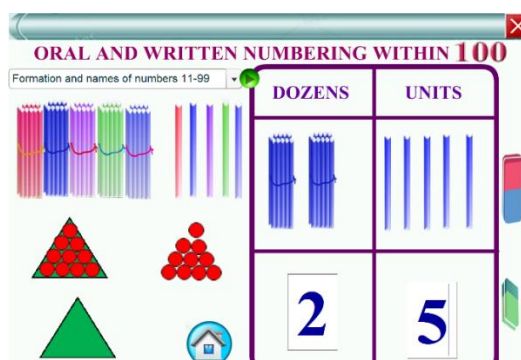 ORAL AND WRITTEN NUMBERING WITHIN 100
Formation and names of numbers 11-99
DOZENS UNITS
2 5